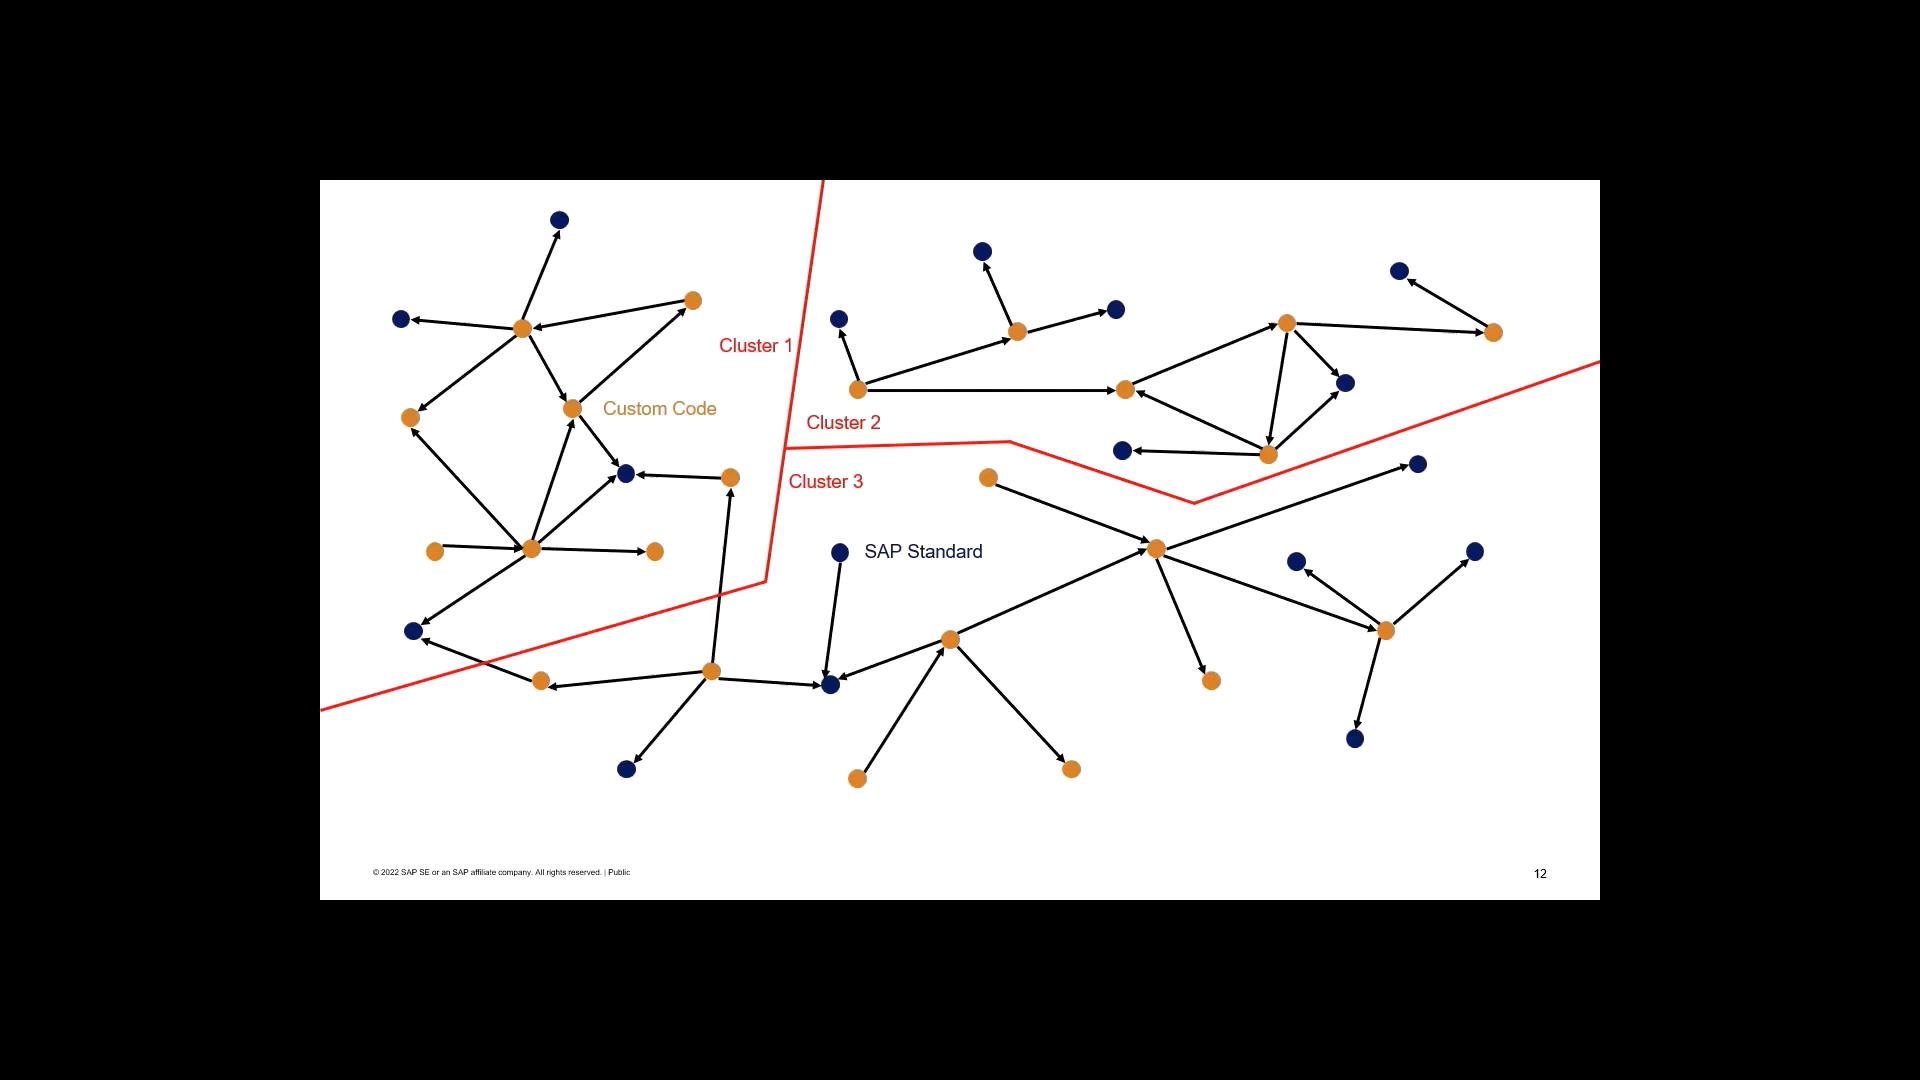 Cluster 1
Custom Code
Cluster 2
Cluster 3
SAP Standard
© 2022 SAP SE or an SAP affiliate company. All rights reserved. | Public
12